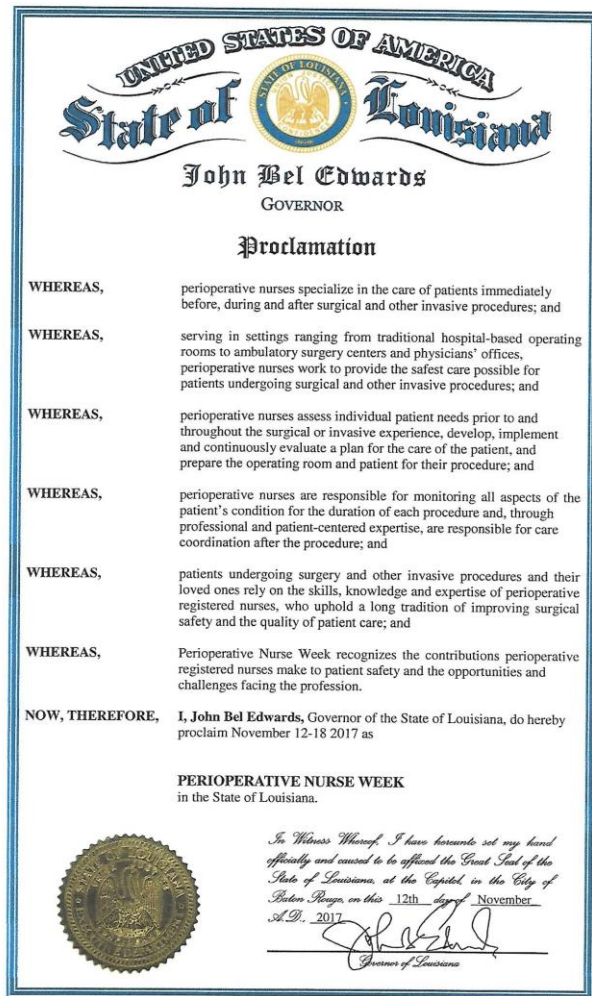 UNITED STATES OF AMERICA
State of Louisiana
STATE OF LOUISIANA
UNION JUSTICE
CONFIDENCE
John Bel Edwards
GOVERNOR
Proclamation
WHEREAS, perioperative nurses specialize in the care of patients immediately
before, during and after surgical and other invasive procedures; and
WHEREAS, serving in settings ranging from traditional hospital-based operating
rooms to ambulatory surgery centers and physicians' offices,
perioperative nurses work to provide the safest care possible for
patients undergoing surgical and other invasive procedures; and
WHEREAS, perioperative nurses assess individual patient needs prior to and
throughout the surgical or invasive experience, develop, implement
and continuously evaluate a plan for the care of the patient, and
prepare the operating room and patient for their procedure; and
WHEREAS, perioperative nurses are responsible for monitoring all aspects of the
patient's condition for the duration of each procedure and, through
professional and patient-centered expertise, are responsible for care
coordination after the procedure; and
WHEREAS, patients undergoing surgery and other invasive procedures and their
loved ones rely on the skills, knowledge and expertise of perioperative
registered nurses, who uphold a long tradition of improving surgical
safety and the quality of patient care; and
WHEREAS, Perioperative Nurse Week recognizes the contributions perioperative
registered nurses make to patient safety and the opportunities and
challenges facing the profession.
NOW, THEREFORE, I, John Bel Edwards, Governor of the State of Louisiana, do hereby
proclaim November 12-18 2017 as
PERIOPERATIVE NURSE WEEK
in the State of Louisiana.
In Witness Whereof, I have hereunto set my hand
officially and caused to be affixed the Great Seal of the
State of Louisiana, at the Capitol, in the City of
Baton Rouge, on this 12th day of November
A.D., 2017
Governor of Louisiana
STATE OF LOUISIANA